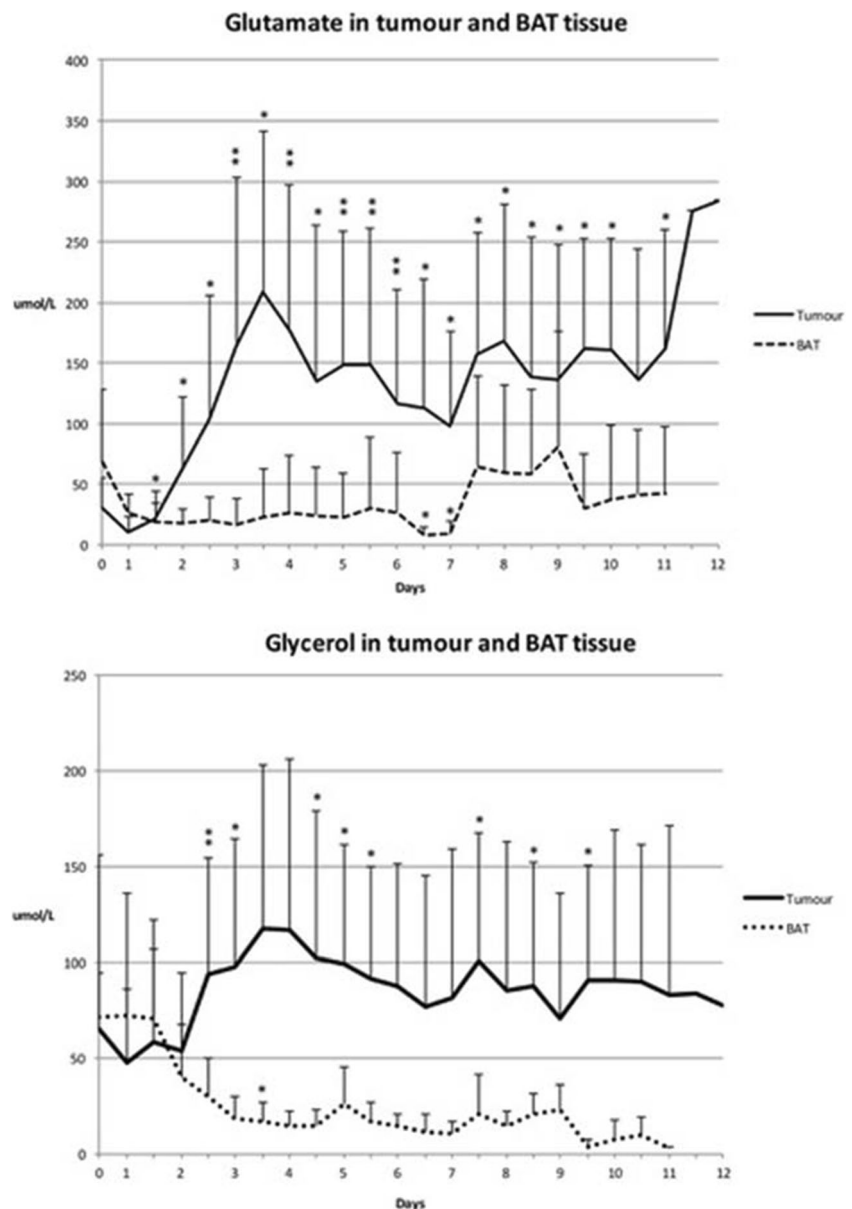 Glutamate in tumour and BAT tissue
400
350
300
250
umol/L
200
150
100
50
0
0 1 2 3 4 5 6 7 8 9 10 11 12
Days
Tumour
BAT
Glycerol in tumour and BAT tissue
250
200
150
umol/L
100
50
0
0 1 2 3 4 5 6 7 8 9 10 11 12
Days
Tumour
BAT